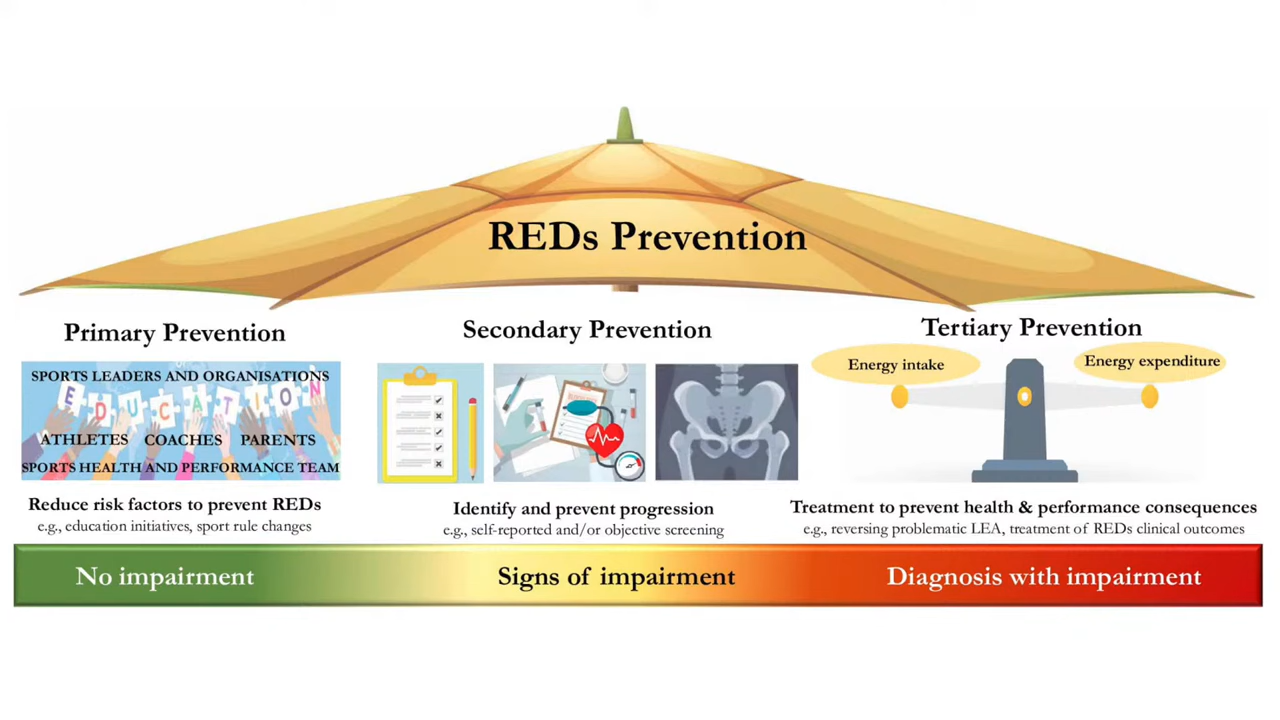 REDs Prevention
Primary Prevention
SPORTS LEADERS AND ORGANISATIONS
EDUCATION
ATHLETES COACHES PARENTS
SPORTS HEALTH AND PERFORMANCE TEAM
Reduce risk factors to prevent REDs
e.g., education initiatives, sport rule changes
Secondary Prevention
Identify and prevent progression
e.g., self-reported and/or objective screening
Tertiary Prevention
Energy intake
Energy expenditure
Treatment to prevent health & performance consequences
e.g., reversing problematic LEA, treatment of REDs clinical outcomes
No impairment
Signs of impairment
Diagnosis with impairment